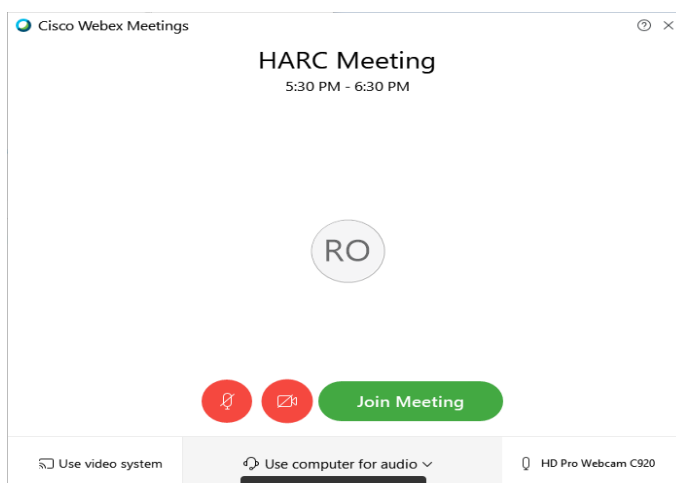 Cisco Webex Meetings
HARC Meeting
5:30 PM - 6:30 PM
RO
Join Meeting
Use video system
Use computer for audio
HD Pro Webcam C920